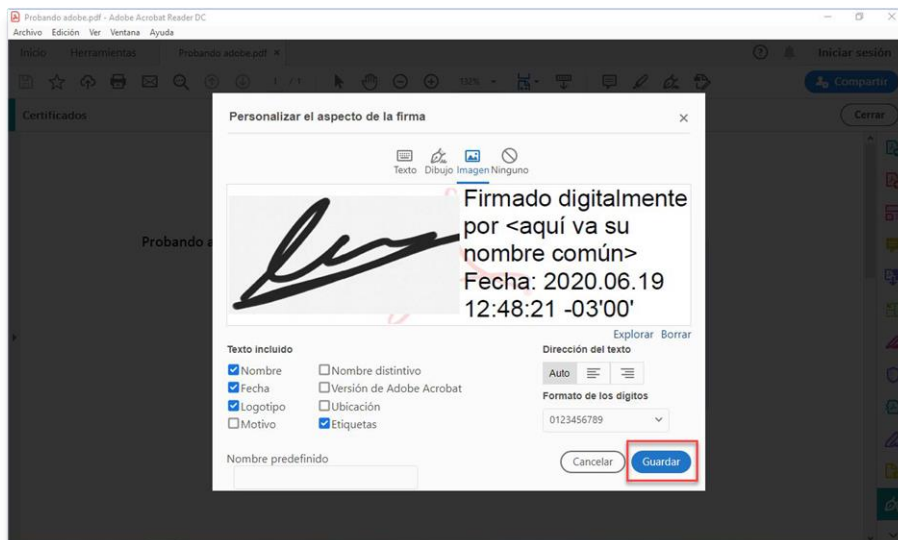 Probando adobe.pdf - Adobe Acrobat Reader DC
Archivo Edición Ver Ventana Ayuda
Inicio Herramientas Probando adobe.pdf × Iniciar sesión
1 / 1 132% Compartir
Certificados Cerrar
Personalizar el aspecto de la firma
Texto Dibujo Imagen Ninguno
Firmado digitalmente
por <aquí va su
nombre común>
Fecha: 2020.06.19
12:48:21 -03'00'
Probando a
Explorar Borrar
Texto incluido
Nombre Nombre distintivo
Fecha Versión de Adobe Acrobat
Logotipo Ubicación
Motivo Etiquetas
Dirección del texto
Auto
Formato de los dígitos
0123456789
Nombre predefinido
Cancelar Guardar